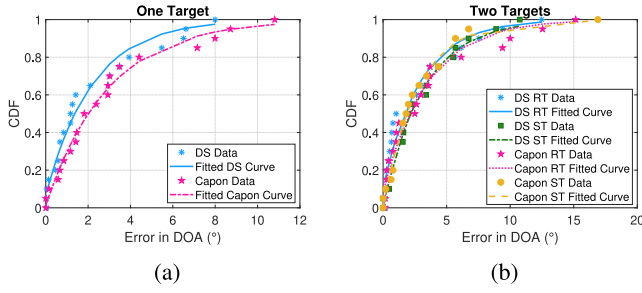 One Target
1
0.8
0.6
0.4
0.2
0
CDF
0 2 4 6 8 10 12
Error in DOA (°)
DS Data
Fitted DS Curve
Capon Data
Fitted Capon Curve
(a)
Two Targets
1
0.8
0.6
0.4
0.2
0
CDF
0 5 10 15 20
Error in DOA (°)
DS RT Data
DS RT Fitted Curve
DS ST Data
DS ST Fitted Curve
Capon RT Data
Capon RT Fitted Curve
Capon ST Data
Capon ST Fitted Curve
(b)